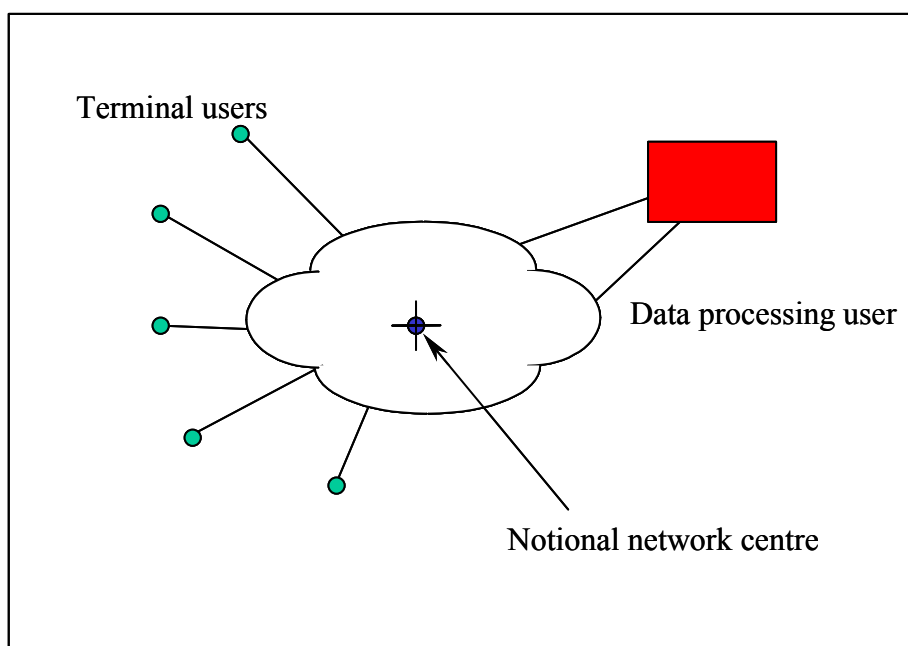 Terminal users
Data processing user
Notional network centre